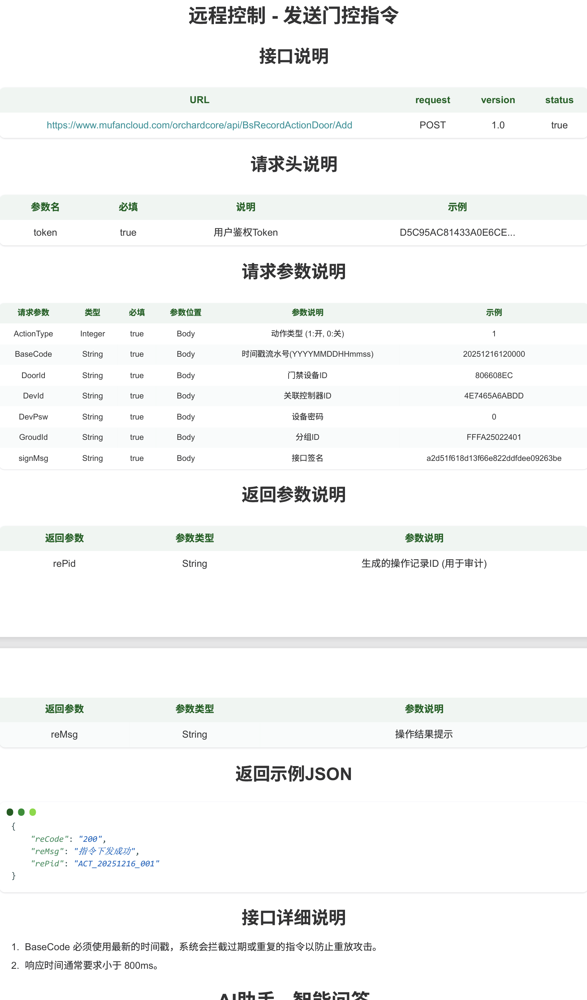 远程控制 - 发送门控指令
接口说明
URL request version status
https://www.mufancloud.com/orchardcore/api/BsRecordActionDoor/Add POST 1.0 true
请求头说明
参数名 必填 说明 示例
token true 用户鉴权Token D5C95AC81433A0E6CE...
请求参数说明
请求参数 类型 必填 参数位置 参数说明 示例
ActionType Integer true Body 动作类型 (1:开, 0:关) 1
BaseCode String true Body 时间戳流水号(YYYYMMDDHHmmss) 20251216120000
DoorId String true Body 门禁设备ID 806608EC
DevId String true Body 关联控制器ID 4E7465A6ABDD
DevPsw String true Body 设备密码 0
GroudId String true Body 分组ID FFFA25022401
signMsg String true Body 接口签名 a2d51f618d13f66e822ddfdee09263be
返回参数说明
返回参数 参数类型 参数说明
rePid String 生成的操作记录ID (用于审计)
返回参数 参数类型 参数说明
reMsg String 操作结果提示
返回示例JSON
{
"reCode": "200",
"reMsg": "指令下发成功",
"rePid": "ACT_20251216_001"
}
接口详细说明
1. BaseCode 必须使用最新的时间戳，系统会拦截过期或重复的指令以防止重放攻击。
2. 响应时间通常要求小于 800ms。
AI助手 - 智能问答